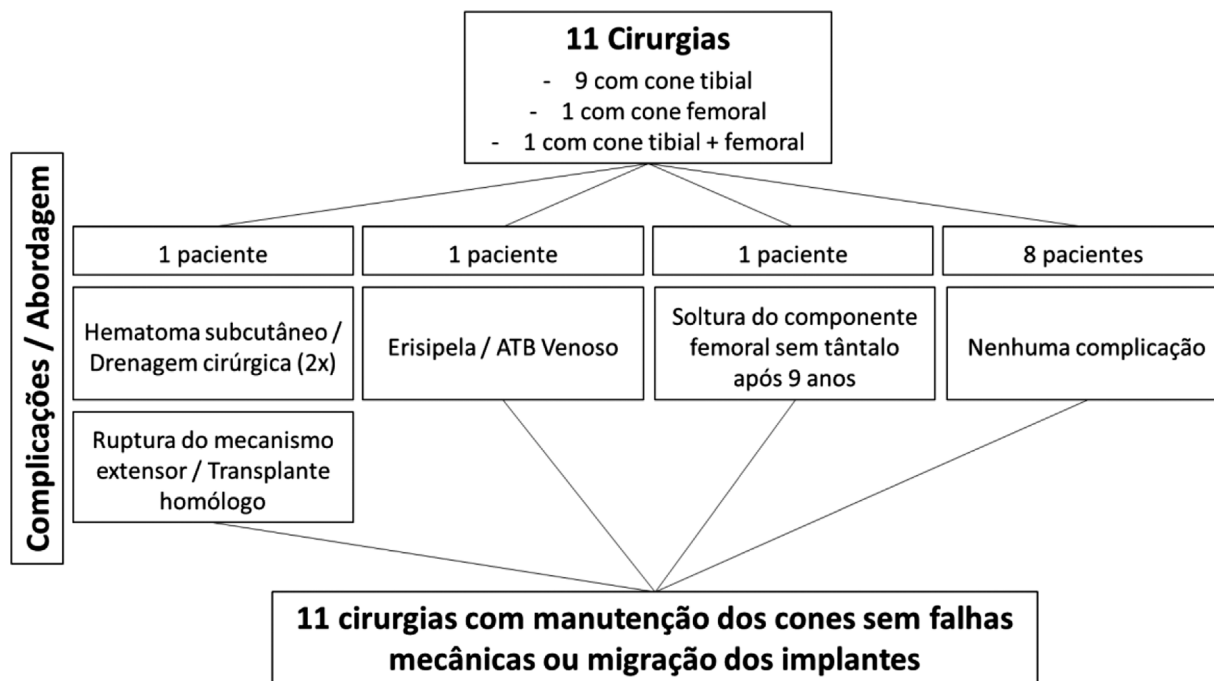 11 Cirurgias
- 9 com cone tibial
- 1 com cone femoral
- 1 com cone tibial + femoral
Complicações / Abordagem
1 paciente
1 paciente
1 paciente
8 pacientes
Hematoma subcutâneo /
Drenagem cirúrgica (2x)
Erisipela / ATB Venoso
Soltura do componente
femoral sem tântalo
após 9 anos
Nenhuma complicação
Ruptura do mecanismo
extensor / Transplante
homólogo
11 cirurgias com manutenção dos cones sem falhas
mecânicas ou migração dos implantes